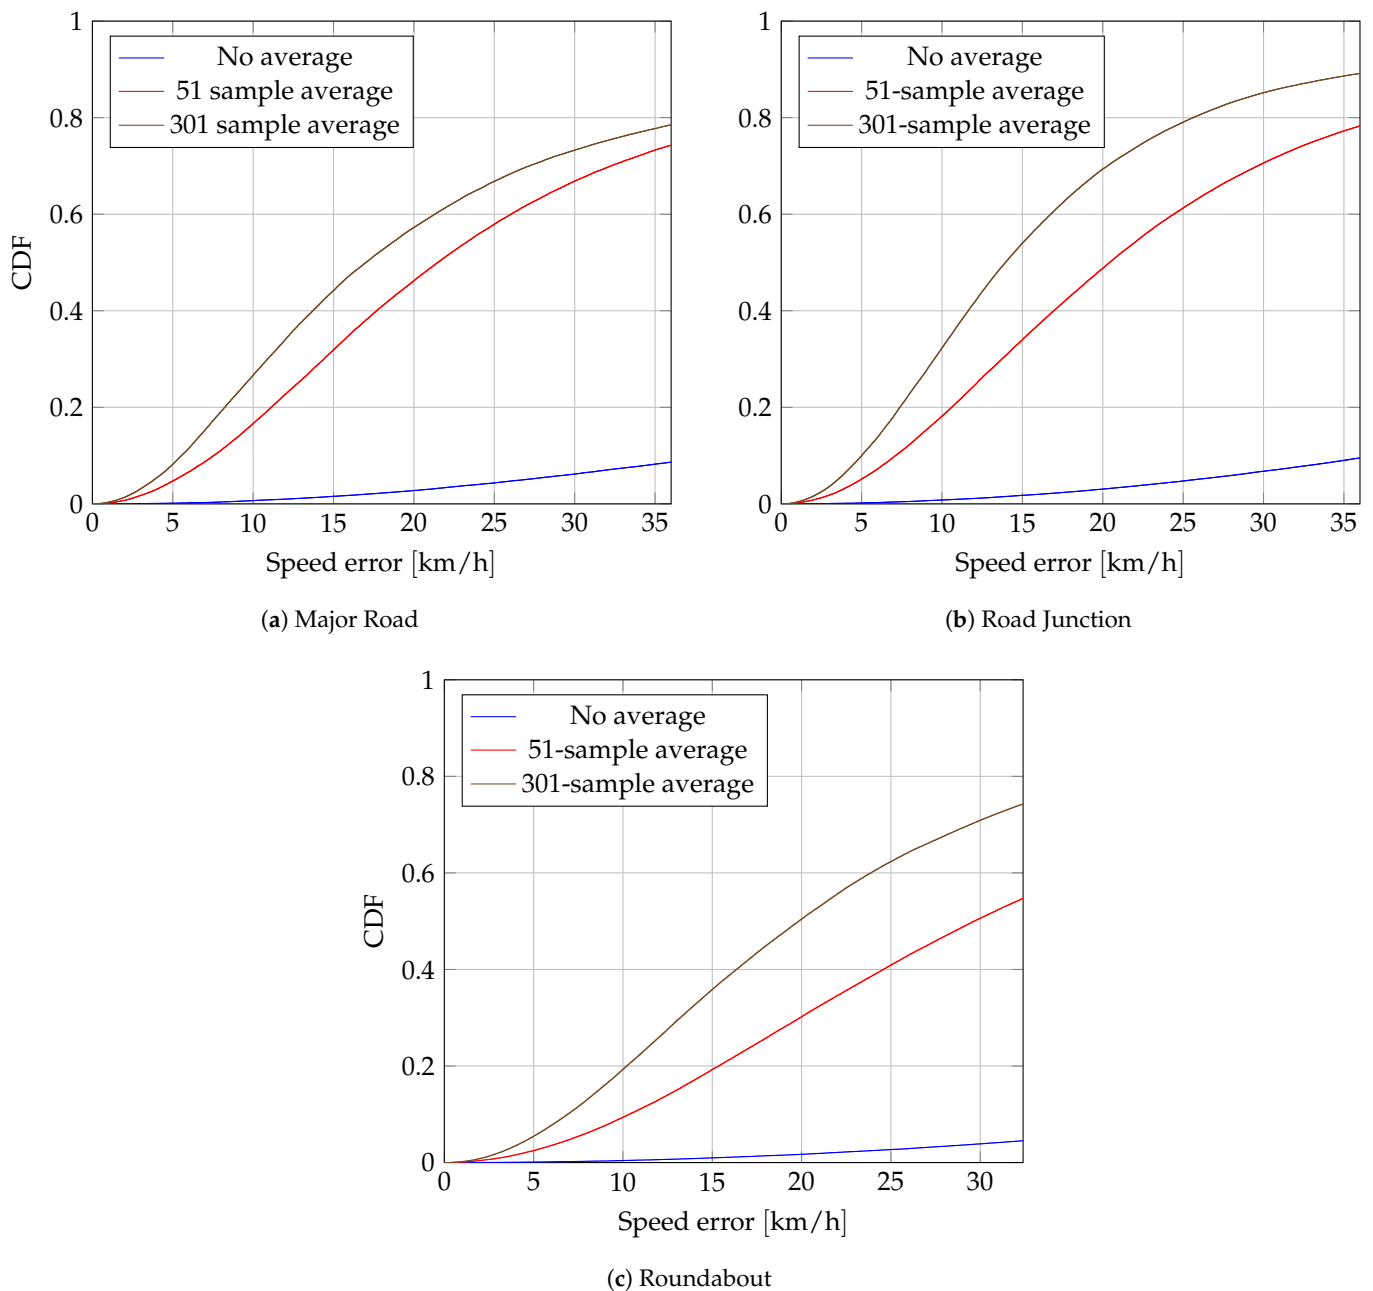 1
0.8
0.6
0.4
0.2
0
CDF
No average
51 sample average
301 sample average
0 5 10 15 20 25 30 35
Speed error [km/h]
(a) Major Road
1
0.8
0.6
0.4
0.2
0
No average
51-sample average
301-sample average
0 5 10 15 20 25 30 35
Speed error [km/h]
(b) Road Junction
1
0.8
0.6
0.4
0.2
0
CDF
No average
51-sample average
301-sample average
0 5 10 15 20 25 30
Speed error [km/h]
(c) Roundabout